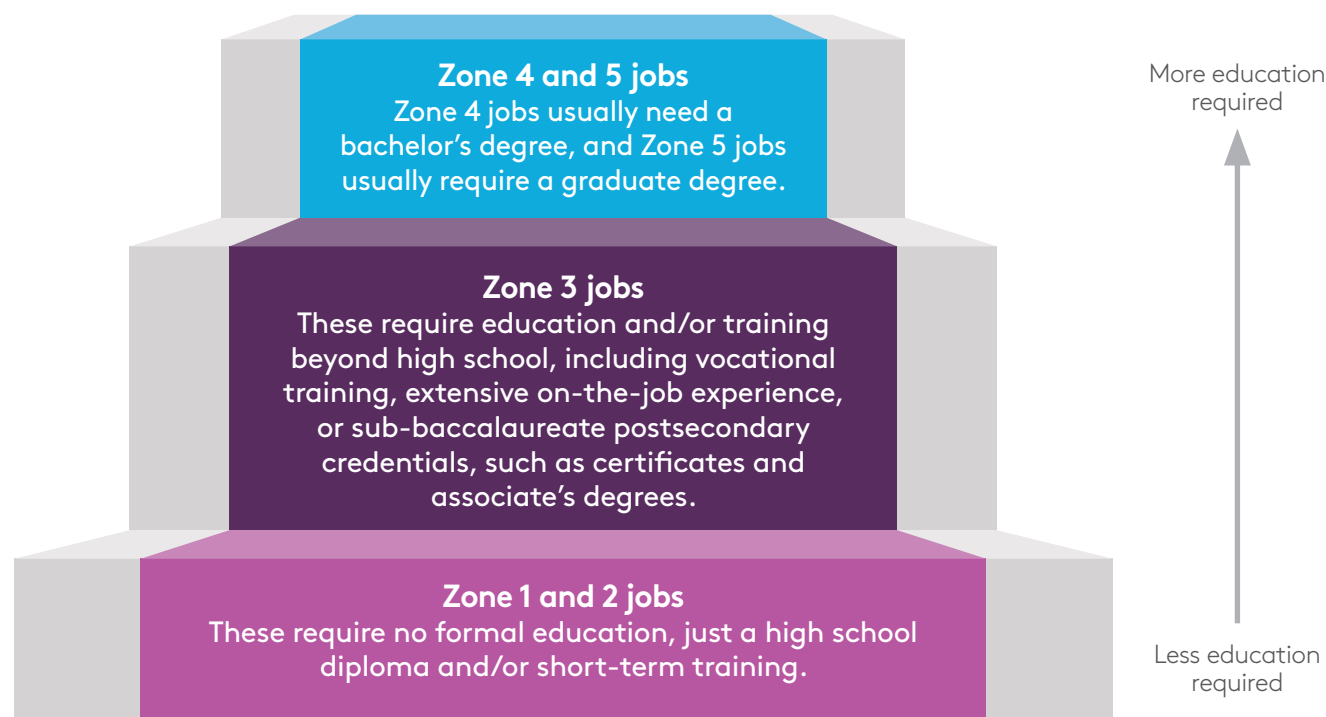 Zone 4 and 5 jobs
Zone 4 jobs usually need a
bachelor’s degree, and Zone 5 jobs
usually require a graduate degree.
More education
required
Zone 3 jobs
These require education and/or training
beyond high school, including vocational
training, extensive on-the-job experience,
or sub-baccalaureate postsecondary
credentials, such as certificates and
associate’s degrees.
Zone 1 and 2 jobs
These require no formal education, just a high school
diploma and/or short-term training.
Less education
required